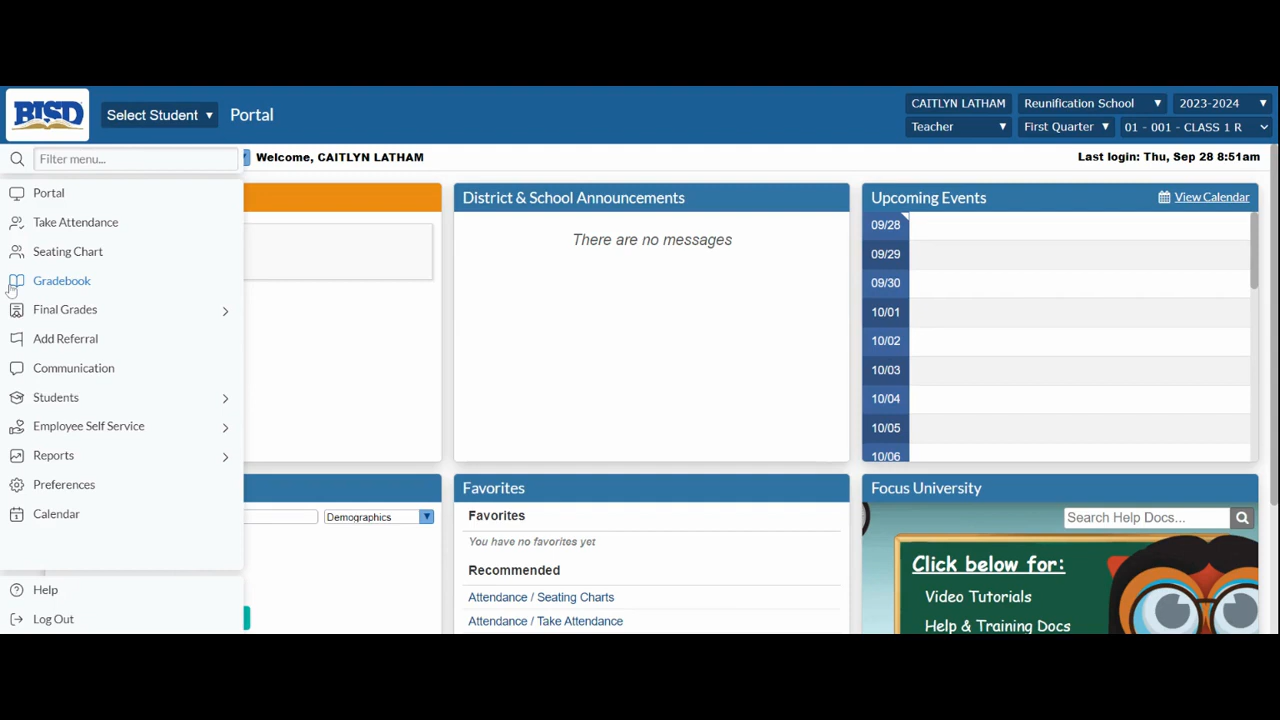 BISD
Select Student
Portal
CAITLYN LATHAM
Reunification School
2023-2024
Teacher
First Quarter
01 - 001 - CLASS 1 R
Filter menu...
Welcome, CAITLYN LATHAM
Last login: Thu, Sep 28 8:51am
Portal
Take Attendance
Seating Chart
Gradebook
Final Grades
Add Referral
Communication
Students
Employee Self Service
Reports
Preferences
Calendar
Help
Log Out
District & School Announcements
There are no messages
Upcoming Events
View Calendar
09/28
09/29
09/30
10/01
10/02
10/03
10/04
10/05
10/06
Demographics
Favorites
Favorites
You have no favorites yet
Recommended
Attendance / Seating Charts
Attendance / Take Attendance
Focus University
Search Help Docs...
Click below for:
Video Tutorials
Help & Training Docs